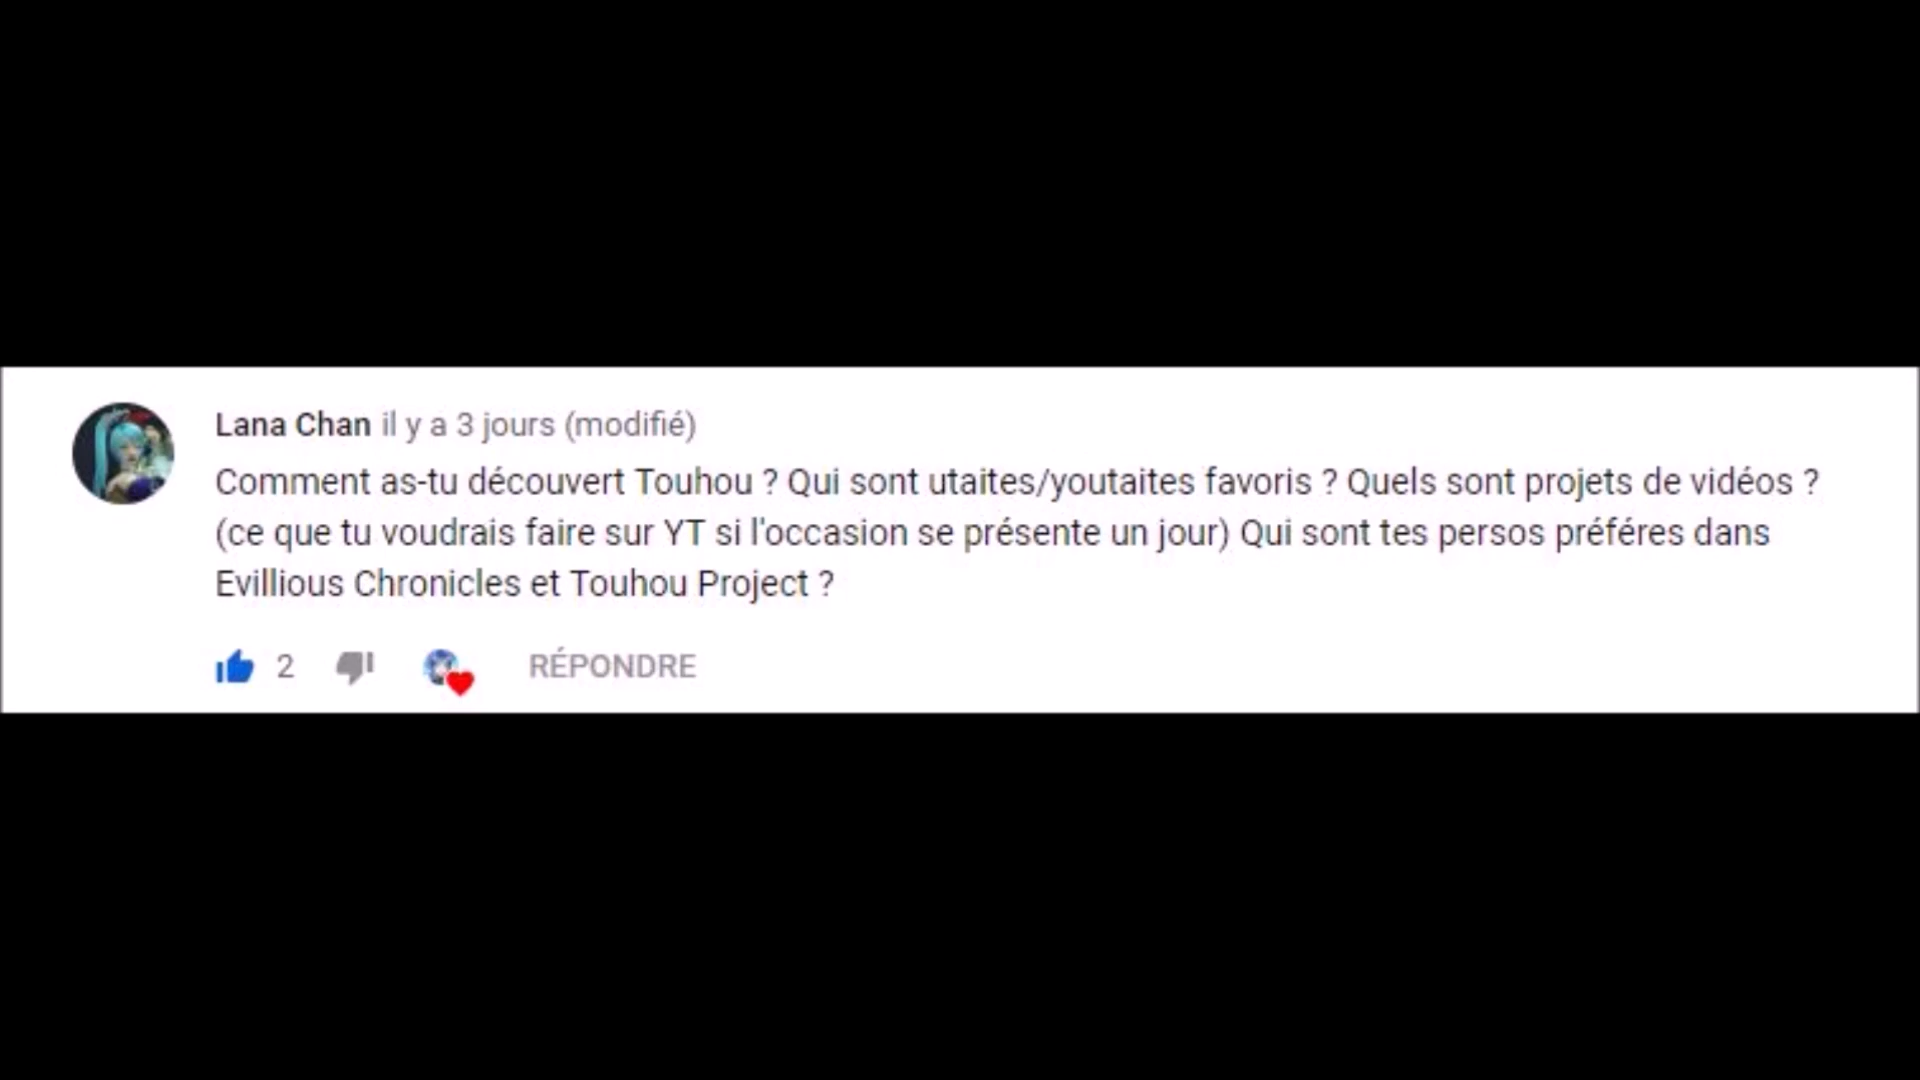 Lana Chan il y a 3 jours (modifié)
Comment as-tu découvert Touhou ? Qui sont utaites/youtaites favoris ? Quels sont projets de vidéos ?
(ce que tu voudrais faire sur YT si l'occasion se présente un jour) Qui sont tes persos préféres dans
Evillious Chronicles et Touhou Project ?
2 RÉPONDRE